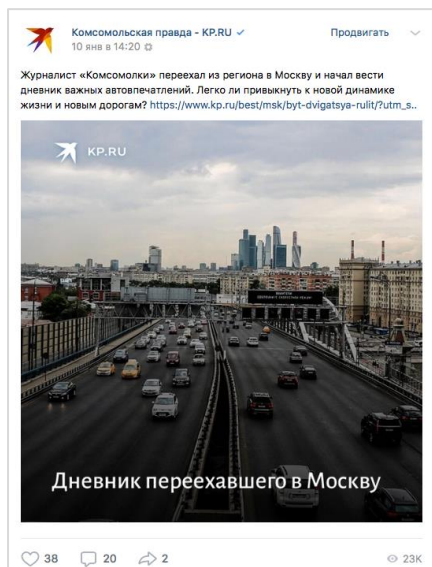 Комсомольская правда - KP.RU
Продвигать
10 янв в 14:20
Журналист «Комсомолки» переехал из региона в Москву и начал вести
дневник важных автовпечатлений. Легко ли привыкнуть к новой динамике
жизни и новым дорогам? https://www.kp.ru/best/msk/byt-dvigatsya-rulit/?utm_s..
KP.RU
Дневник переехавшего в Москву
38
20
2
23K